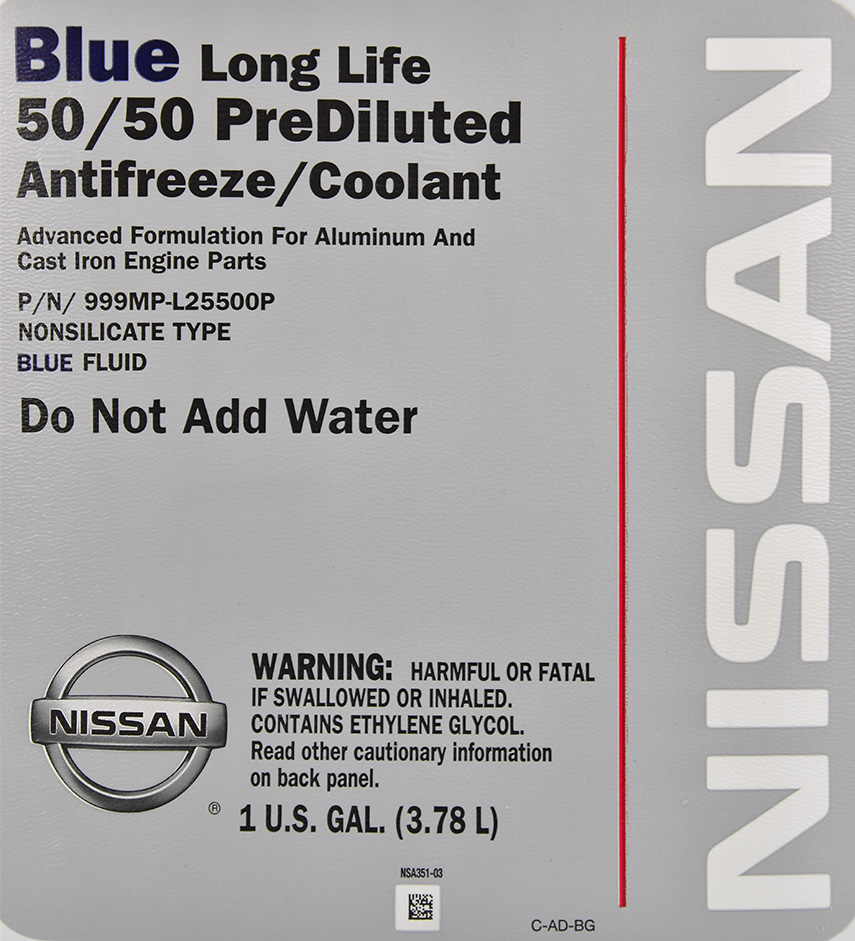 Blue Long Life
50/50 PreDiluted
Antifreeze/Coolant
Advanced Formulation For Aluminum And
Cast Iron Engine Parts
P/N/ 999MP-L25500P
NONSILICATE TYPE
BLUE FLUID
Do Not Add Water
NISSAN
NISSAN
®
WARNING: HARMFUL OR FATAL
IF SWALLOWED OR INHALED.
CONTAINS ETHYLENE GLYCOL.
Read other cautionary information
on back panel.
1 U.S. GAL. (3.78 L)
NSA351-03
C-AD-BG